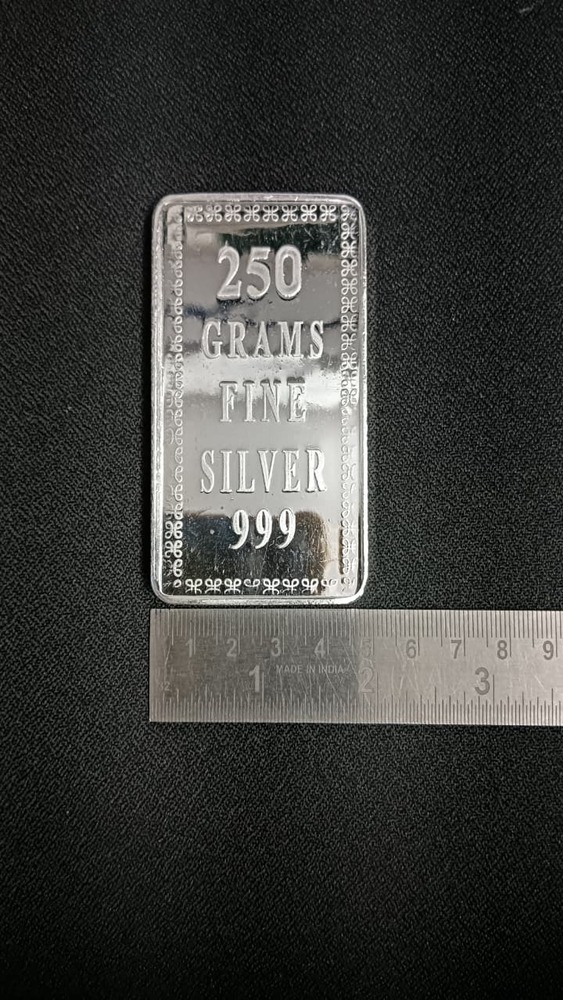 250
GRAMS
FINE
SILVER
999
1 2 3 4 5 6 7 8 9
MADE IN INDIA
1 2 3